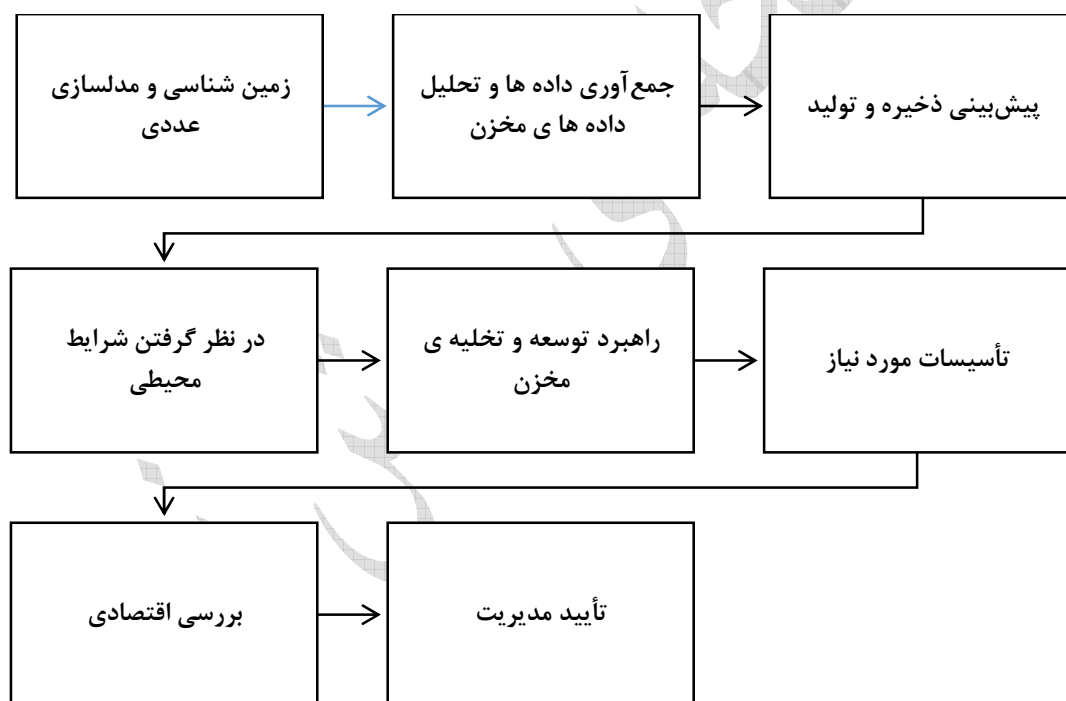 زمین شناسی و مدلسازی
عددی
جمع‌آوری داده ها و تحلیل
داده ها ی مخزن
پیش‌بینی ذخیره و تولید
در نظر گرفتن شرایط
محیطی
راهبرد توسعه و تخلیه ی
مخزن
تأسیسات مورد نیاز
بررسی اقتصادی
تأیید مدیریت